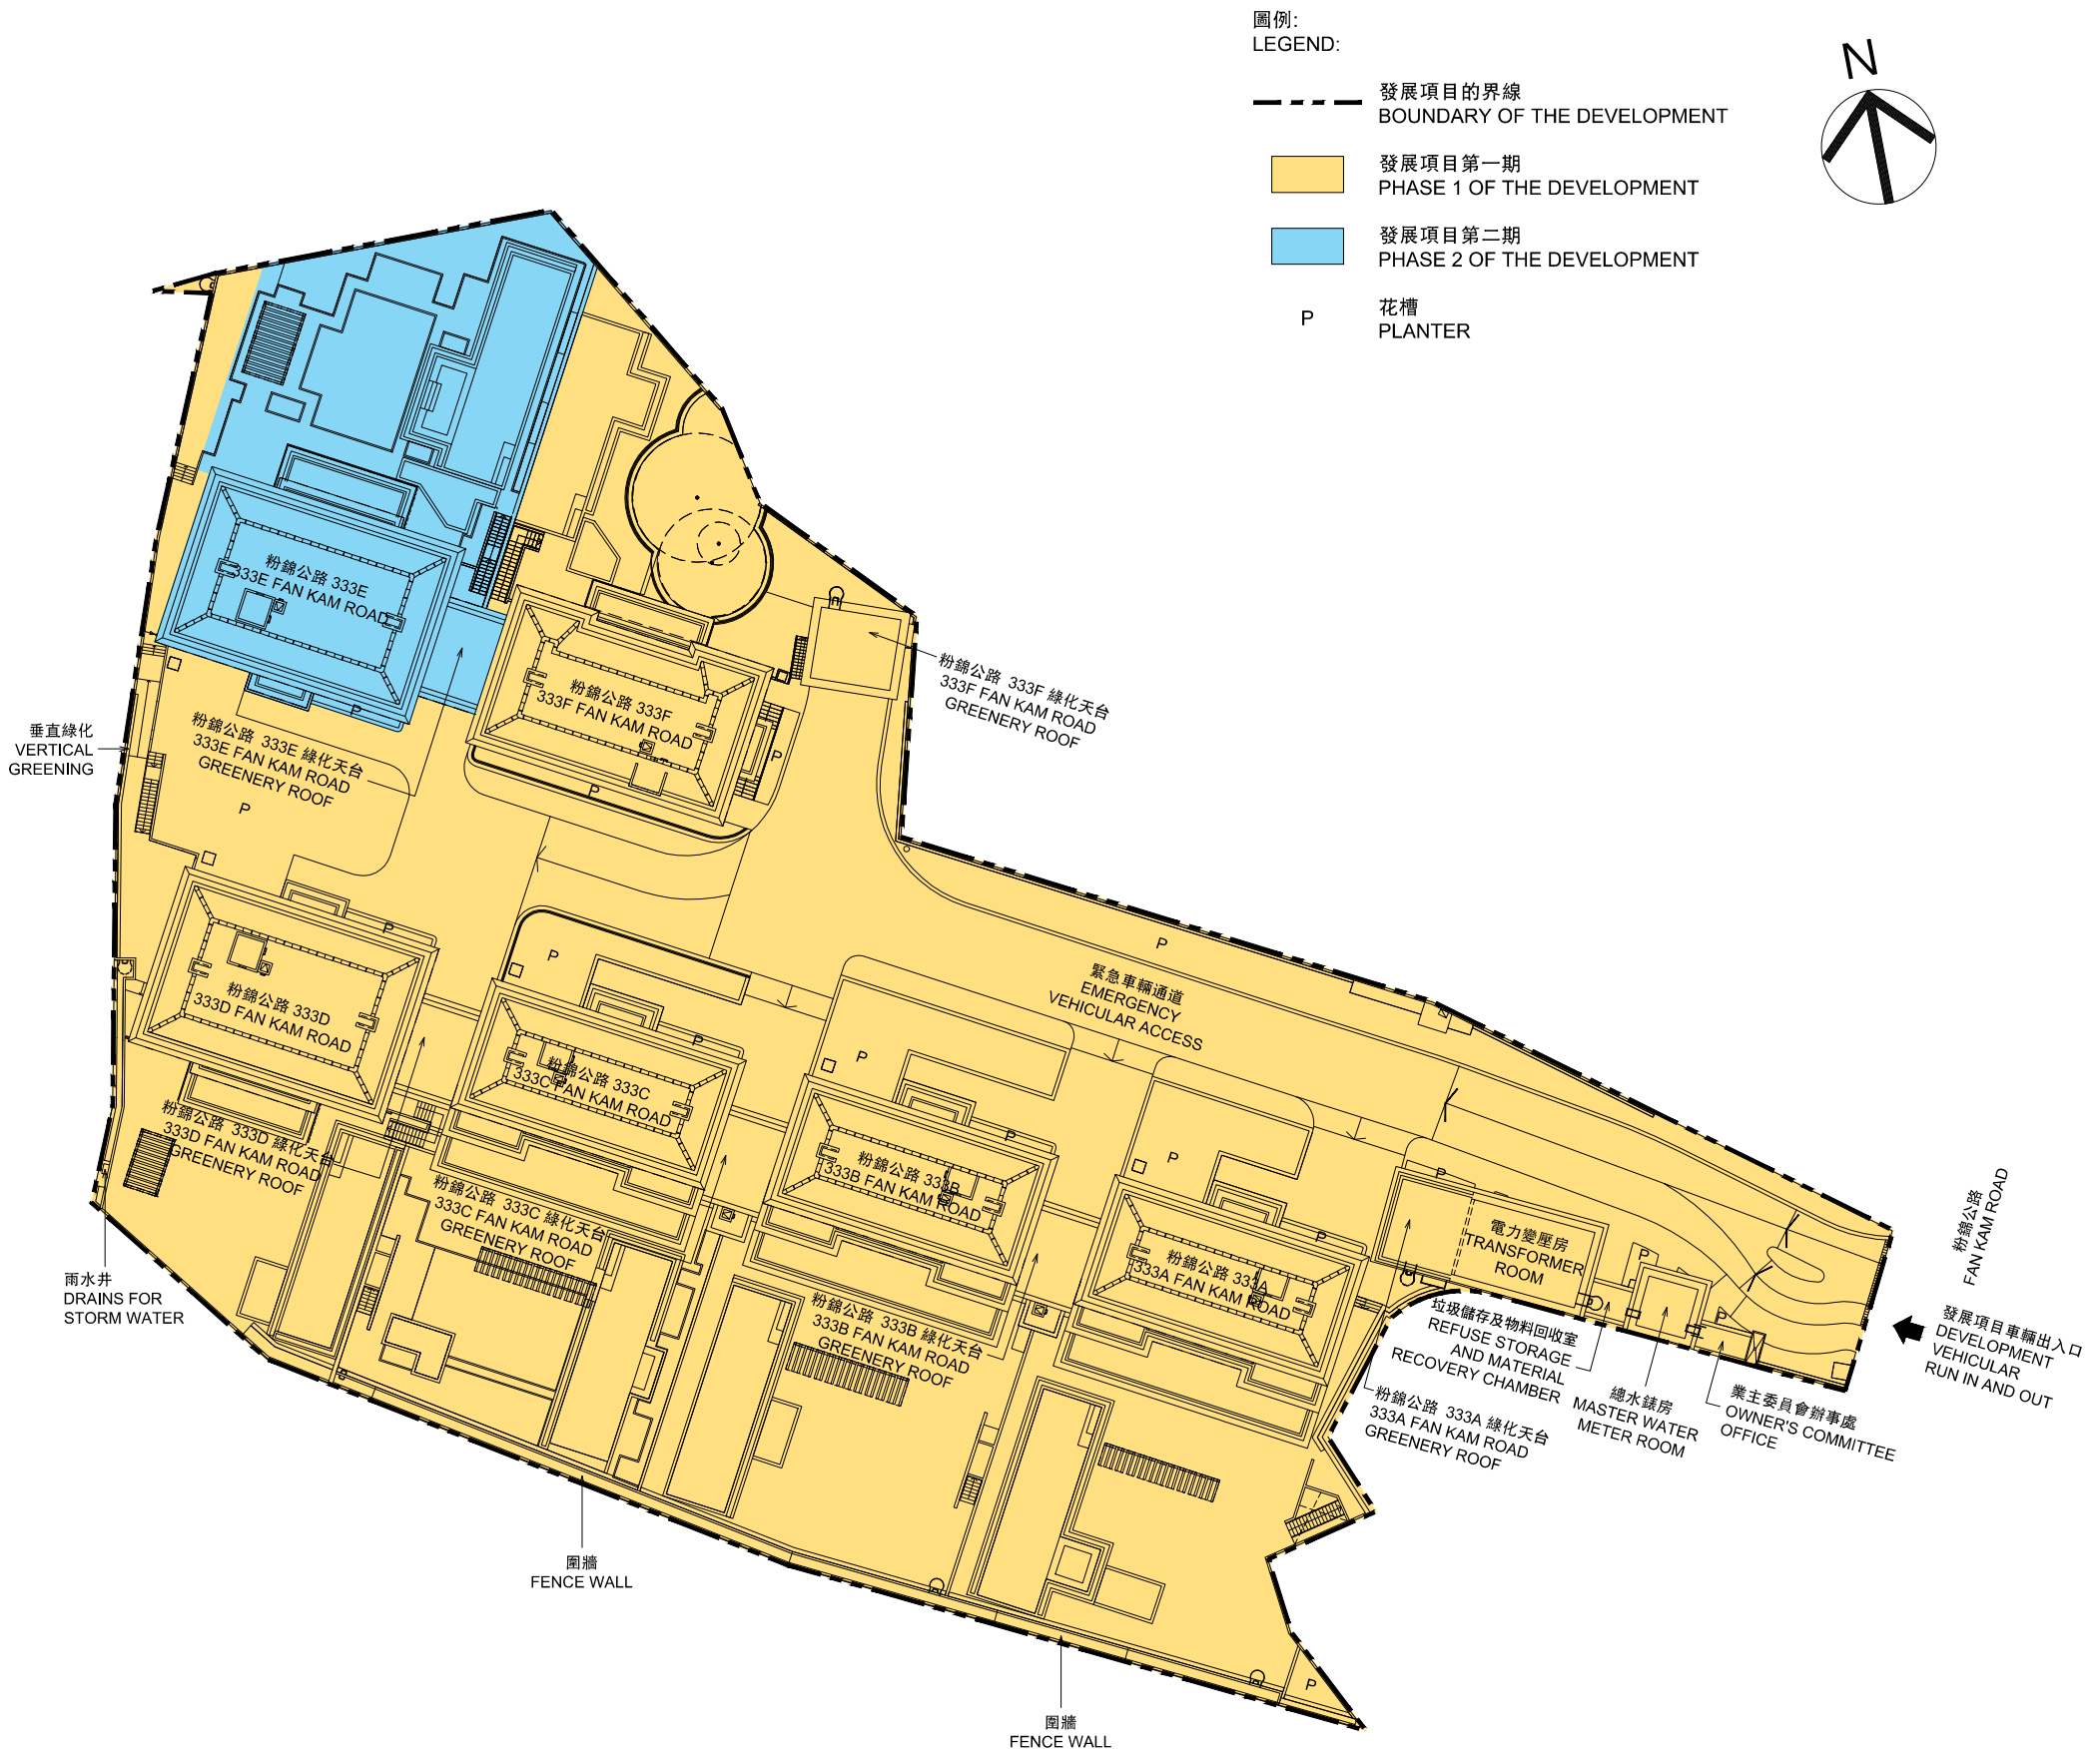 圖例:
LEGEND:
N
發展項目的界線
BOUNDARY OF THE DEVELOPMENT
發展項目第一期
PHASE 1 OF THE DEVELOPMENT
發展項目第二期
PHASE 2 OF THE DEVELOPMENT
P
花槽
PLANTER
粉錦公路 333E
333E FAN KAM ROAD
P
粉錦公路 333F
333F FAN KAM ROAD
P
P
粉錦公路 333F 綠化天台
333F FAN KAM ROAD
GREENERY ROOF
垂直綠化
VERTICAL
GREENING
粉錦公路 333E 綠化天台
333E FAN KAM ROAD
GREENERY ROOF
P
P
粉錦公路 333D
333D FAN KAM ROAD
P
P
粉錦公路 333C
333C FAN KAM ROAD
P
緊急車輛通道
EMERGENCY
VEHICULAR ACCESS
P
P
粉錦公路 333B
333B FAN KAM ROAD
P
P
粉錦公路 333A
333A FAN KAM ROAD
P
粉錦公路 333D 綠化天台
333D FAN KAM ROAD
GREENERY ROOF
粉錦公路 333C 綠化天台
333C FAN KAM ROAD
GREENERY ROOF
粉錦公路 333B 綠化天台
333B FAN KAM ROAD
GREENERY ROOF
P
電力變壓房
TRANSFORMER
ROOM
P
P
粉錦公路
FAN KAM ROAD
發展項目車輛出入口
DEVELOPMENT
VEHICULAR
RUN IN AND OUT
垃圾儲存及物料回收室
REFUSE STORAGE
AND MATERIAL
RECOVERY CHAMBER
總水錶房
MASTER WATER
METER ROOM
業主委員會辦事處
OWNER'S COMMITTEE
OFFICE
粉錦公路 333A 綠化天台
333A FAN KAM ROAD
GREENERY ROOF
雨水井
DRAINS FOR
STORM WATER
圍牆
FENCE WALL
P
圍牆
FENCE WALL